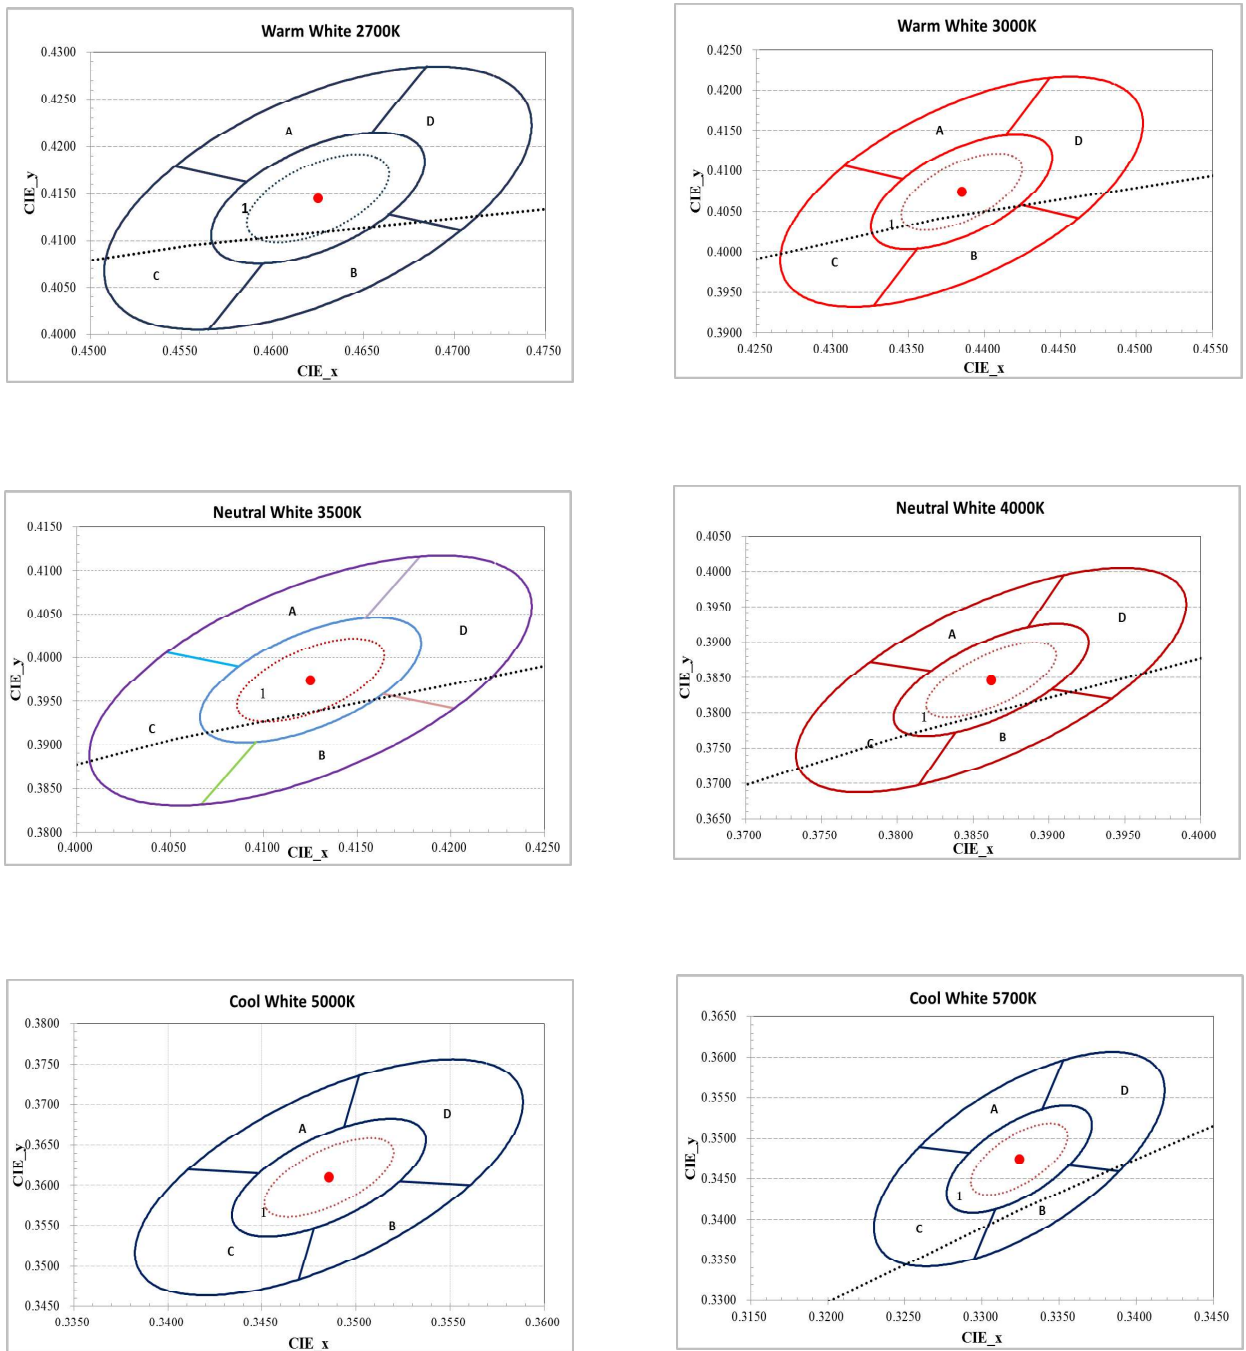 Warm White 2700K
0.4300
0.4250
0.4200
0.4150
0.4100
0.4050
0.4000
CIE_y
A
D
1
C
B
0.4500 0.4550 0.4600 0.4650 0.4700 0.4750
CIE_x
Warm White 3000K
0.4250
0.4200
0.4150
0.4100
0.4050
0.4000
0.3950
0.3900
CIE_y
A
D
1
C
B
0.4250 0.4300 0.4350 0.4400 0.4450 0.4500 0.4550
CIE_x
Neutral White 3500K
0.4150
0.4100
0.4050
0.4000
0.3950
0.3900
0.3850
0.3800
CIE_y
A
D
1
C
B
0.4000 0.4050 0.4100 0.4150 0.4200 0.4250
CIE_x
Neutral White 4000K
0.4050
0.4000
0.3950
0.3900
0.3850
0.3800
0.3750
0.3700
0.3650
CIE_y
A
D
1
C
B
0.3700 0.3750 0.3800 0.3850 0.3900 0.3950 0.4000
CIE_x
Cool White 5000K
0.3800
0.3750
0.3700
0.3650
0.3600
0.3550
0.3500
0.3450
CIE_y
A
D
1
B
C
0.3350 0.3400 0.3450 0.3500 0.3550 0.3600
CIE_x
Cool White 5700K
0.3650
0.3600
0.3550
0.3500
0.3450
0.3400
0.3350
0.3300
CIE_y
A
D
1
B
C
0.3150 0.3200 0.3250 0.3300 0.3350 0.3400 0.3450
CIE_x